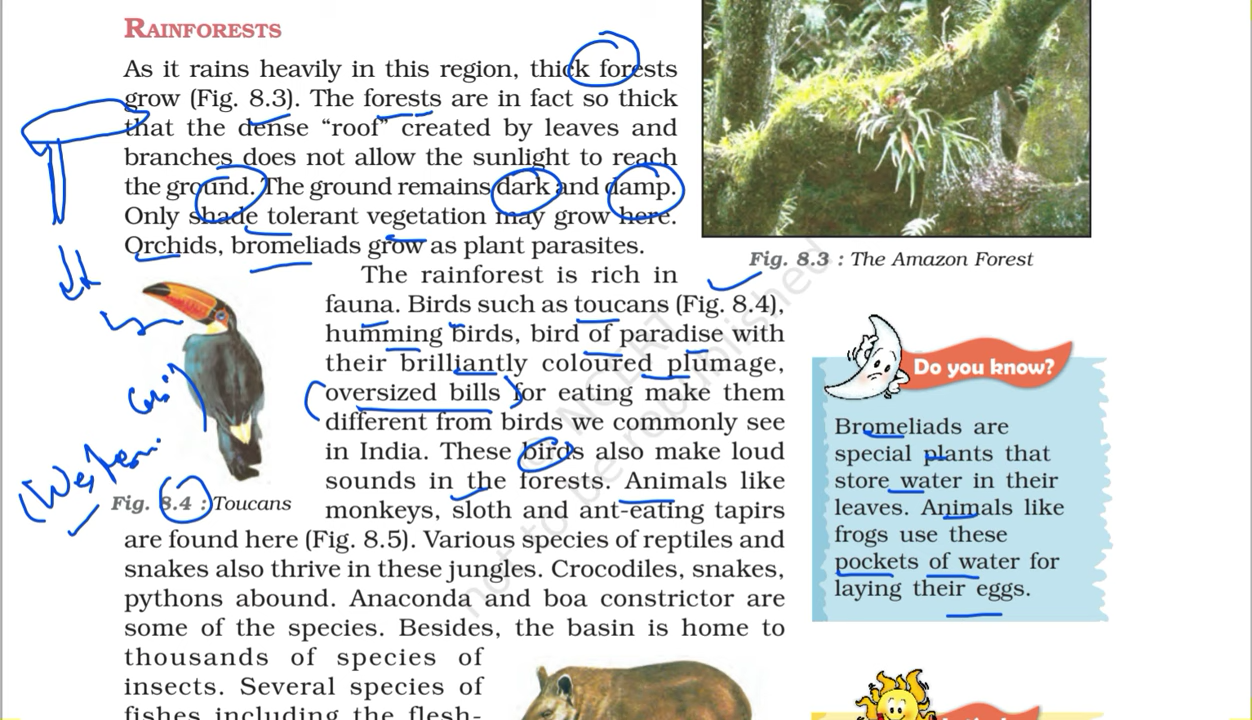 RAINFORESTS
As it rains heavily in this region, thick forests
grow (Fig. 8.3). The forests are in fact so thick
that the dense “roof” created by leaves and
branches does not allow the sunlight to reach
the ground. The ground remains dark and damp.
Only shade tolerant vegetation may grow here.
Orchids, bromeliads grow as plant parasites.
The rainforest is rich in
fauna. Birds such as toucans (Fig. 8.4),
humming birds, bird of paradise with
their brilliantly coloured plumage,
oversized bills for eating make them
different from birds we commonly see
in India. These birds also make loud
sounds in the forests. Animals like
monkeys, sloth and ant-eating tapirs
are found here (Fig. 8.5). Various species of reptiles and
snakes also thrive in these jungles. Crocodiles, snakes,
pythons abound. Anaconda and boa constrictor are
some of the species. Besides, the basin is home to
thousands of species of
insects. Several species of
fishes including the flesh-
Fig. 8.4 : Toucans
Fig. 8.3 : The Amazon Forest
Do you know?
Bromeliads are
special plants that
store water in their
leaves. Animals like
frogs use these
pockets of water for
laying their eggs.
© NCERT
not to be republished